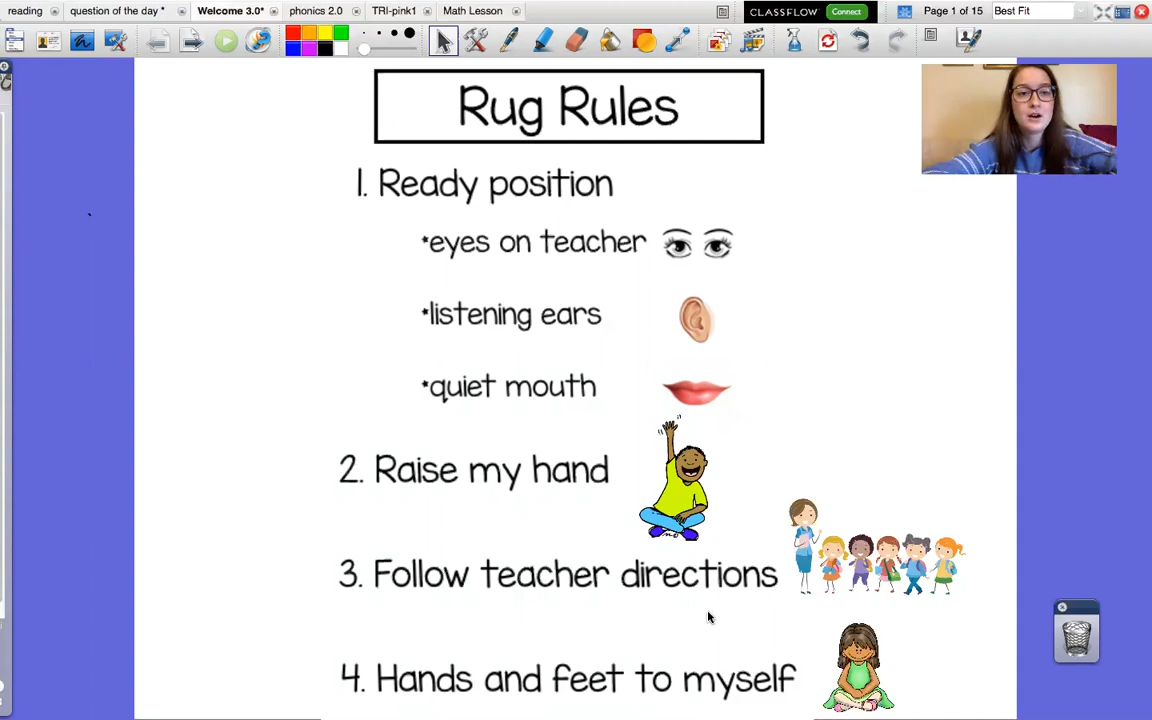 reading
question of the day *
Welcome 3.0*
phonics 2.0
TRI-pink1
Math Lesson
CLASSFLOW
Connect
Page 1 of 15
Best Fit
Rug Rules
1. Ready position
*eyes on teacher
*listening ears
*quiet mouth
2. Raise my hand
3. Follow teacher directions
4. Hands and feet to myself